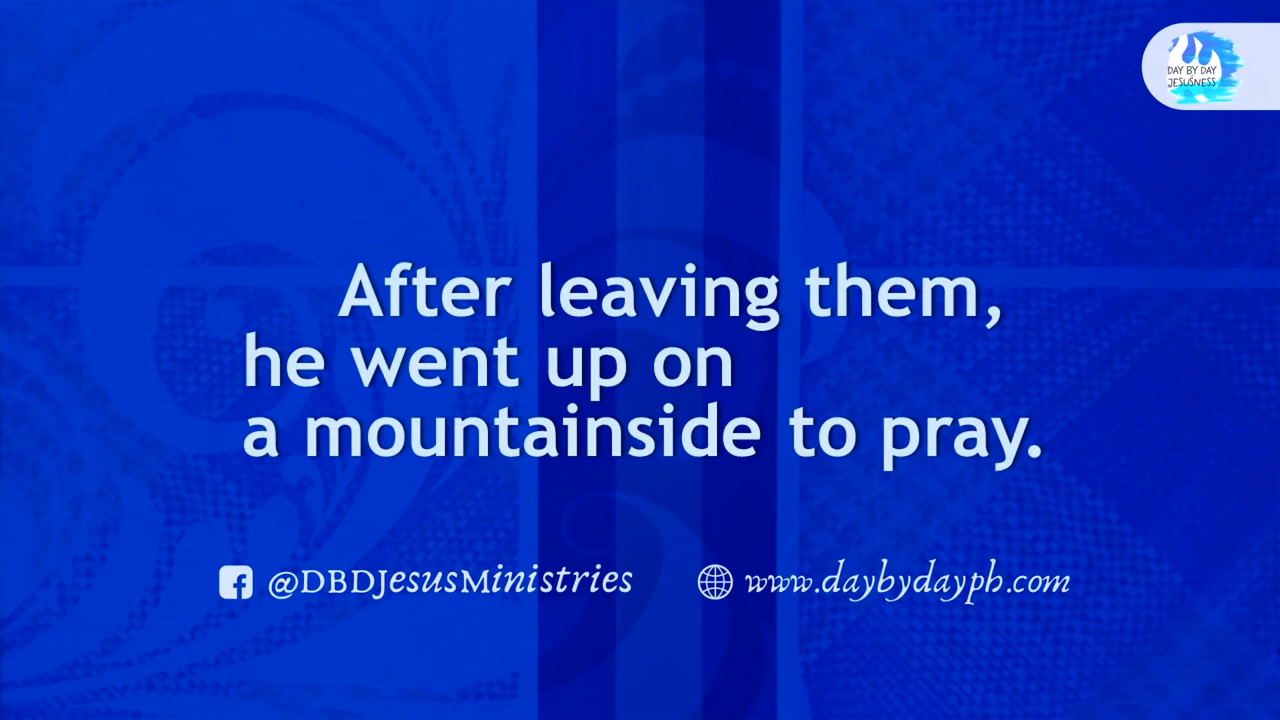 DAY BY DAY
JESUSNESS
After leaving them,
he went up on
a mountainside to pray.
@DBDJesusMinistries
www.daybydayph.com